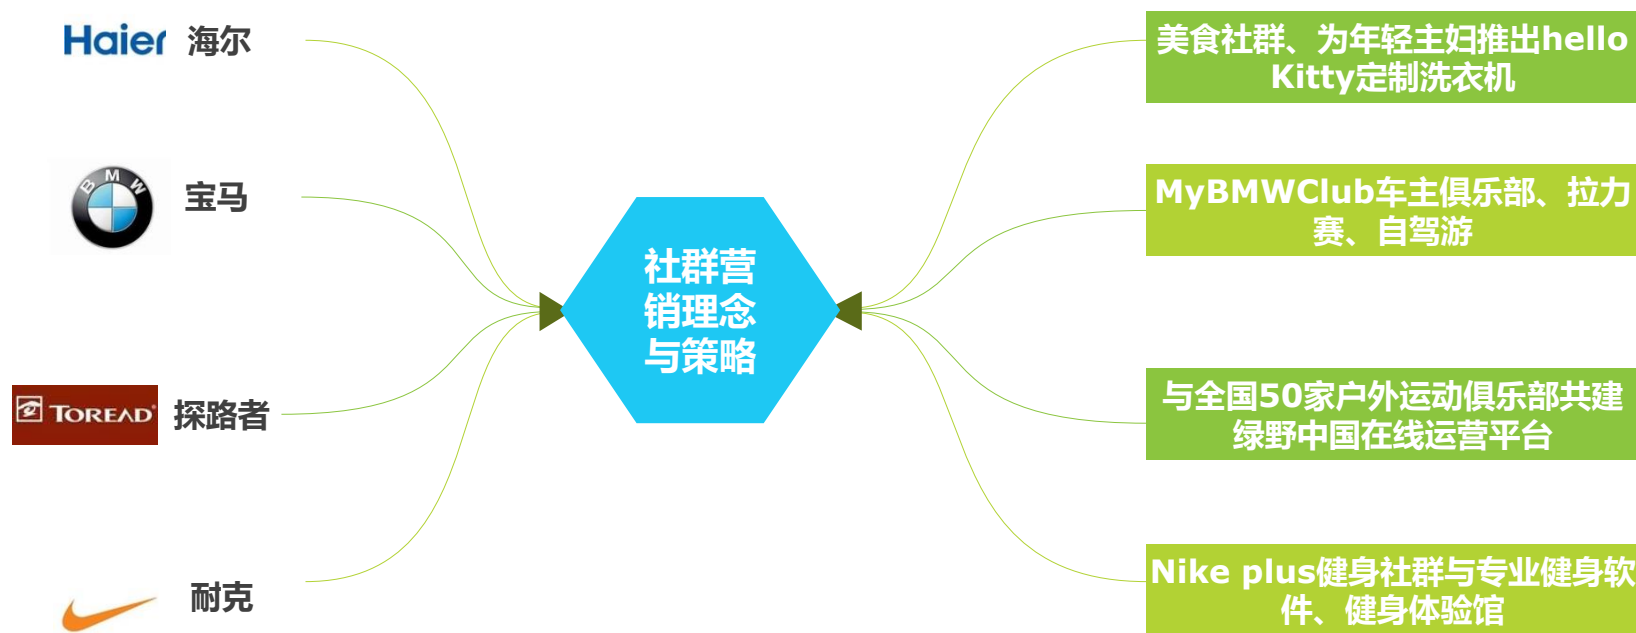 Haier 海尔
BMW
宝马
TOREAD 探路者
耐克
社群营
销理念
与策略
美食社群、为年轻主妇推出hello
Kitty定制洗衣机
MyBMWClub车主俱乐部、拉力
赛、自驾游
与全国50家户外运动俱乐部共建
绿野中国在线运营平台
Nike plus健身社群与专业健身软
件、健身体验馆